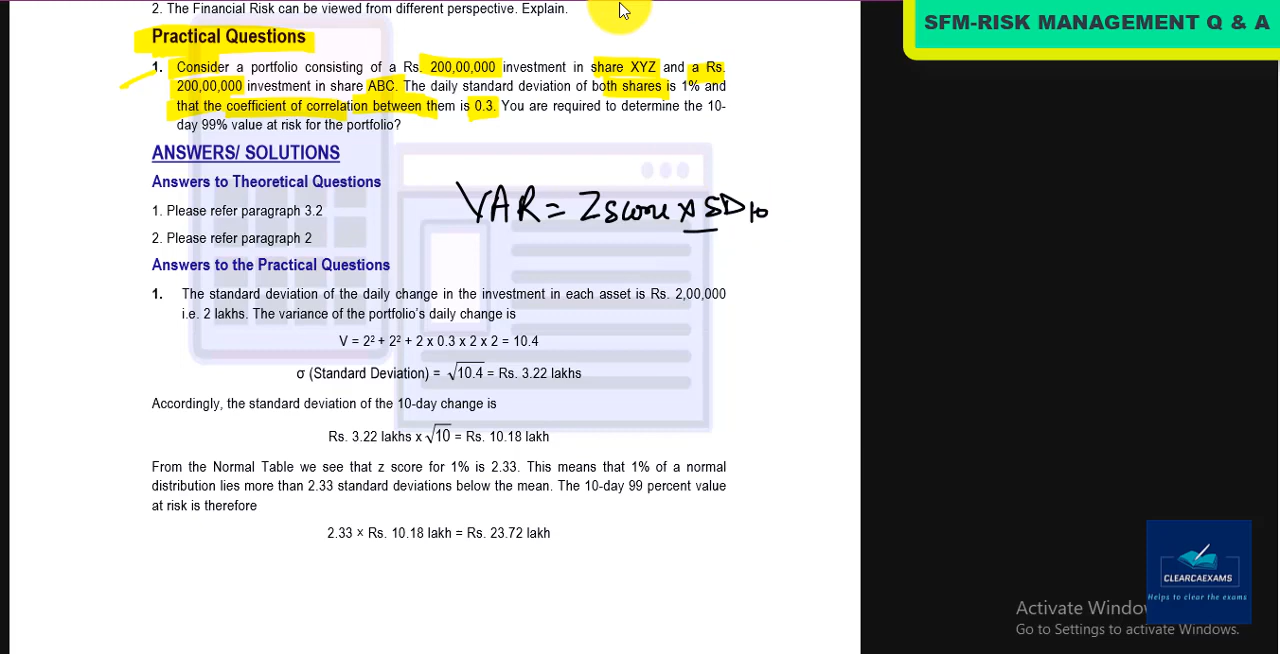 2. The Financial Risk can be viewed from different perspective. Explain.
SFM-RISK MANAGEMENT Q & A
Practical Questions
1. Consider a portfolio consisting of a Rs. 200,00,000 investment in share XYZ and a Rs.
200,00,000 investment in share ABC. The daily standard deviation of both shares is 1% and
that the coefficient of correlation between them is 0.3. You are required to determine the 10-
day 99% value at risk for the portfolio?
ANSWERS/ SOLUTIONS
Answers to Theoretical Questions
VAR = Z score x SD 10
1. Please refer paragraph 3.2
2. Please refer paragraph 2
Answers to the Practical Questions
1. The standard deviation of the daily change in the investment in each asset is Rs. 2,00,000
i.e. 2 lakhs. The variance of the portfolio's daily change is
V = 2² + 2² + 2 x 0.3 x 2 x 2 = 10.4
σ (Standard Deviation) = √10.4 = Rs. 3.22 lakhs
Accordingly, the standard deviation of the 10-day change is
Rs. 3.22 lakhs x √10 = Rs. 10.18 lakh
From the Normal Table we see that z score for 1% is 2.33. This means that 1% of a normal
distribution lies more than 2.33 standard deviations below the mean. The 10-day 99 percent value
at risk is therefore
2.33 × Rs. 10.18 lakh = Rs. 23.72 lakh
CLEARCAEXAMS
Helps to clear the exams
Activate Windo
Go to Settings to activate Windows.